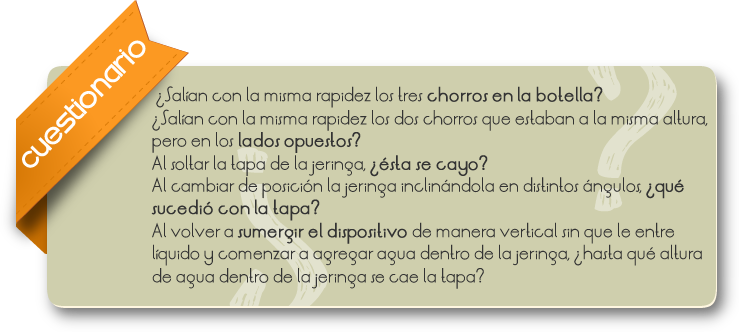 cuestionario
¿Salían con la misma rapidez los tres chorros en la botella?
¿Salían con la misma rapidez los dos chorros que estaban a la misma altura,
pero en los lados opuestos?
Al soltar la tapa de la jeringa, ¿ésta se cayo?
Al cambiar de posición la jeringa inclinándola en distintos ángulos, ¿qué
sucedió con la tapa?
Al volver a sumergir el dispositivo de manera vertical sin que le entre
líquido y comenzar a agregar agua dentro de la jeringa, ¿hasta qué altura
de agua dentro de la jeringa se cae la tapa?